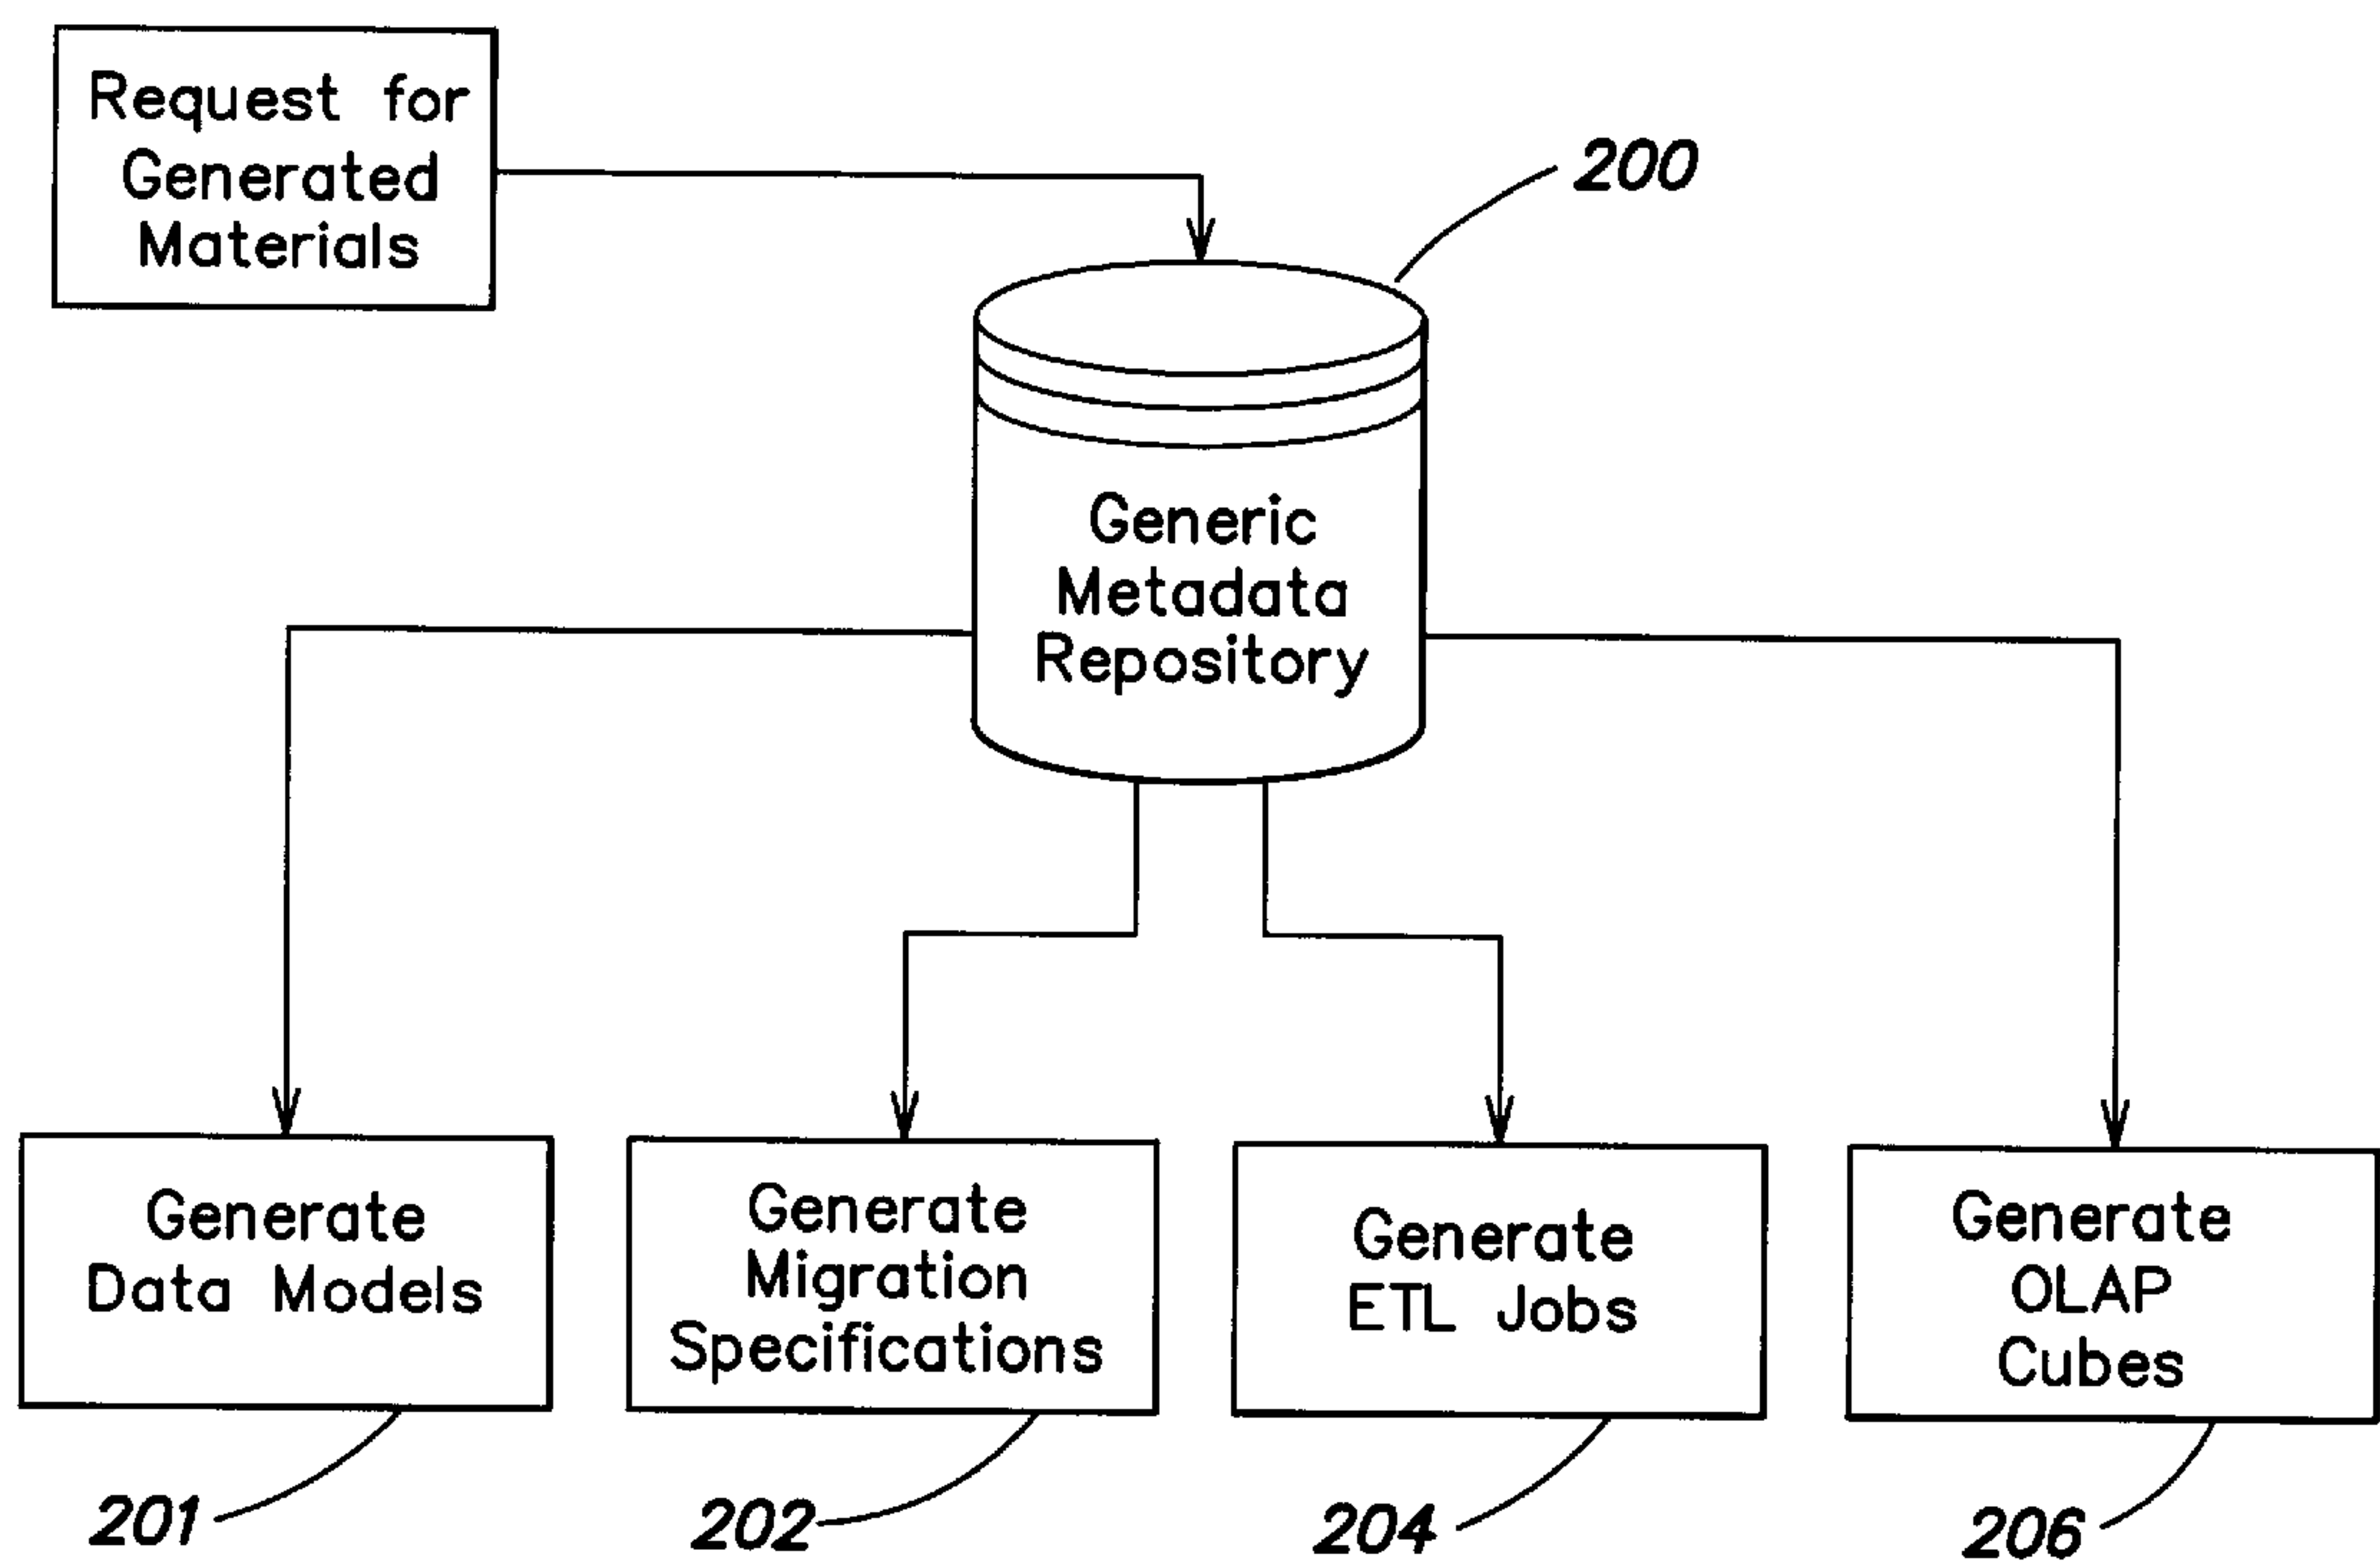 Request for
Generated
Materials
200
Generic
Metadata
Repository
Generate
Data Models
Generate
Migration
Specifications
Generate
ETL Jobs
Generate
OLAP
Cubes
201
202
204
206